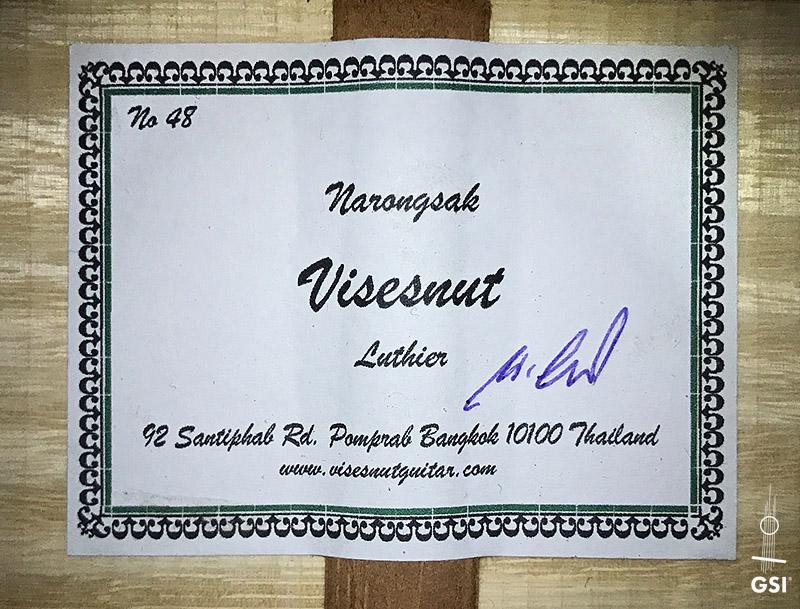 No 48
Narongsak
Visesnut
Luthier
92 Santiphab Rd. Pomprab Bangkok 10100 Thailand
www.visesnutguitar.com
GSI